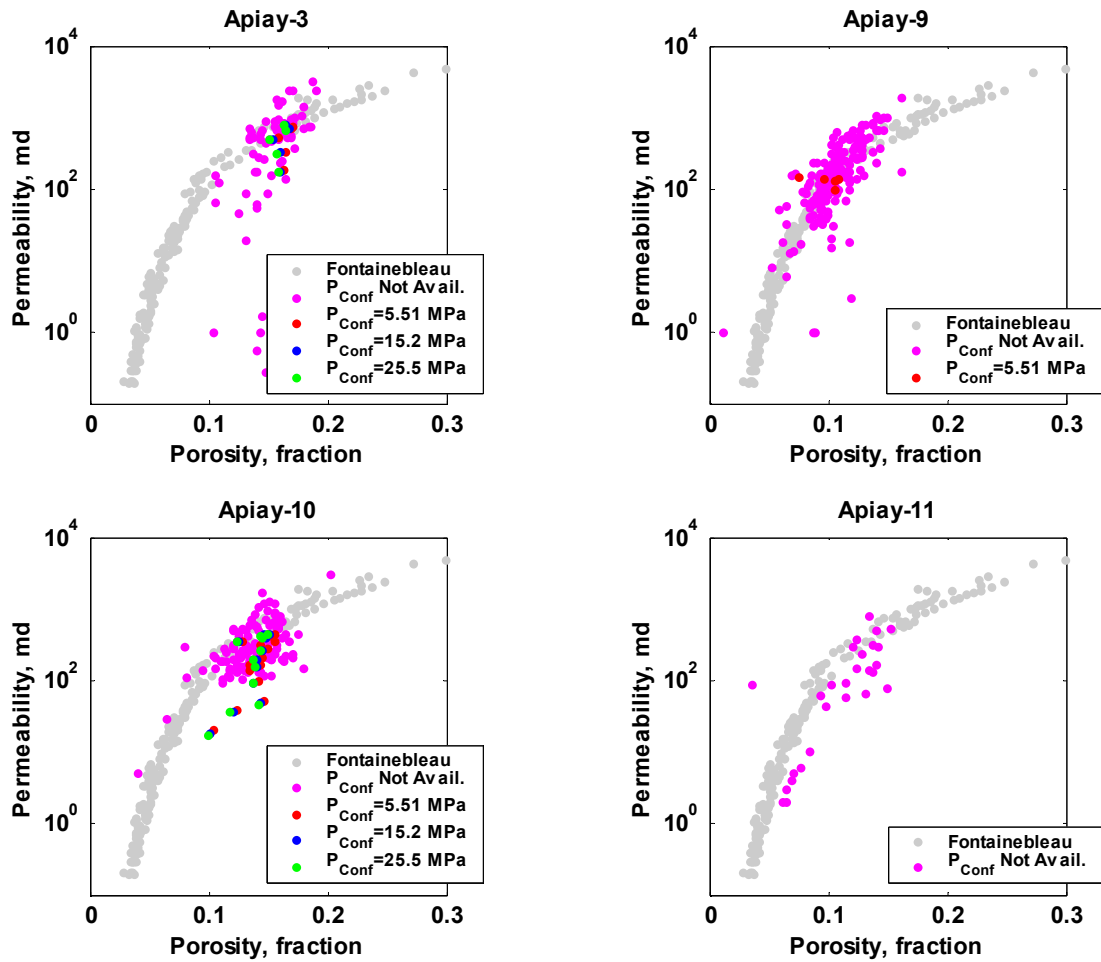 Apiay-3
10^4
10^2
10^0
Permeability, md
0
0.1
0.2
0.3
Porosity, fraction
Fontainebleau
P_Conf Not Avail.
P_Conf=5.51 MPa
P_Conf=15.2 MPa
P_Conf=25.5 MPa
Apiay-9
10^4
10^2
10^0
Permeability, md
0
0.1
0.2
0.3
Porosity, fraction
Fontainebleau
P_Conf Not Avail.
P_Conf=5.51 MPa
Apiay-10
10^4
10^2
10^0
Permeability, md
0
0.1
0.2
0.3
Porosity, fraction
Fontainebleau
P_Conf Not Avail.
P_Conf=5.51 MPa
P_Conf=15.2 MPa
P_Conf=25.5 MPa
Apiay-11
10^4
10^2
10^0
Permeability, md
0
0.1
0.2
0.3
Porosity, fraction
Fontainebleau
P_Conf Not Avail.